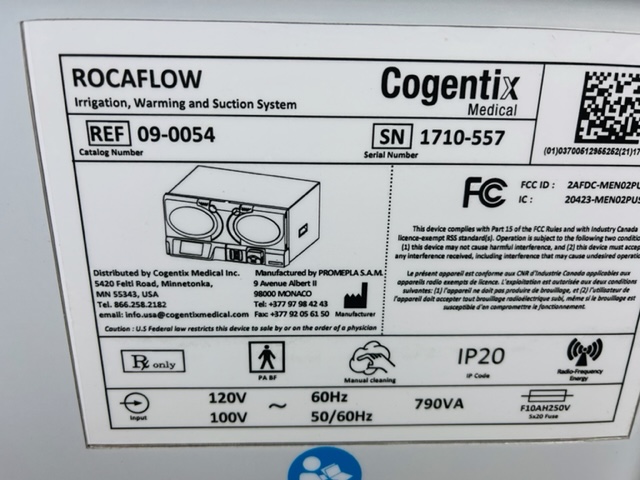 ROCAFLOW
Irrigation, Warming and Suction System
Cogentix
Medical
REF 09-0054
Catalog Number
SN 1710-557
Serial Number
(01)03700612965252(21)17
FCC
FCC ID : 2AFDC-MEN02PU
IC : 20423-MEN02PUS
This device complies with Part 15 of the FCC Rules and with Industry Canada
licence-exempt RSS standard(s). Operation is subject to the following two conditio
(1) this device may not cause harmful interference, and (2) this device must accep
any interference received, including interference that may cause undesired operatio
Le présent appareil est conforme aux CNR d'Industrie Canada applicables aux
appareils radio exempts de licence. L'exploitation est autorisée aux deux conditions
suivantes: (1) l'appareil ne doit pas produire de brouillage, et (2) l'utilisateur de
l'appareil doit accepter tout brouillage radioélectrique subi, même si le brouillage est
susceptible d'en compromettre le fonctionnement.
Distributed by Cogentix Medical Inc.
5420 Felti Road, Minnetonka,
MN 55343, USA
Tel. 866.258.2182
email: info.usa@cogentixmedical.com
Manufactured by PROMEPLA S.A.M.
9 Avenue Albert II
98000 MONACO
Tel: +377 97 98 42 43
Fax: +377 92 05 61 50
Manufacturer
Caution : U.S Federal law restricts this device to sale by or on the order of a physician
Rx only
PA BF
Manual cleaning
IP20
IP Code
Radio-Frequency
Energy
Input
120V ~ 60Hz
100V 50/60Hz
790VA
F10AH250V
5x20 Fuse